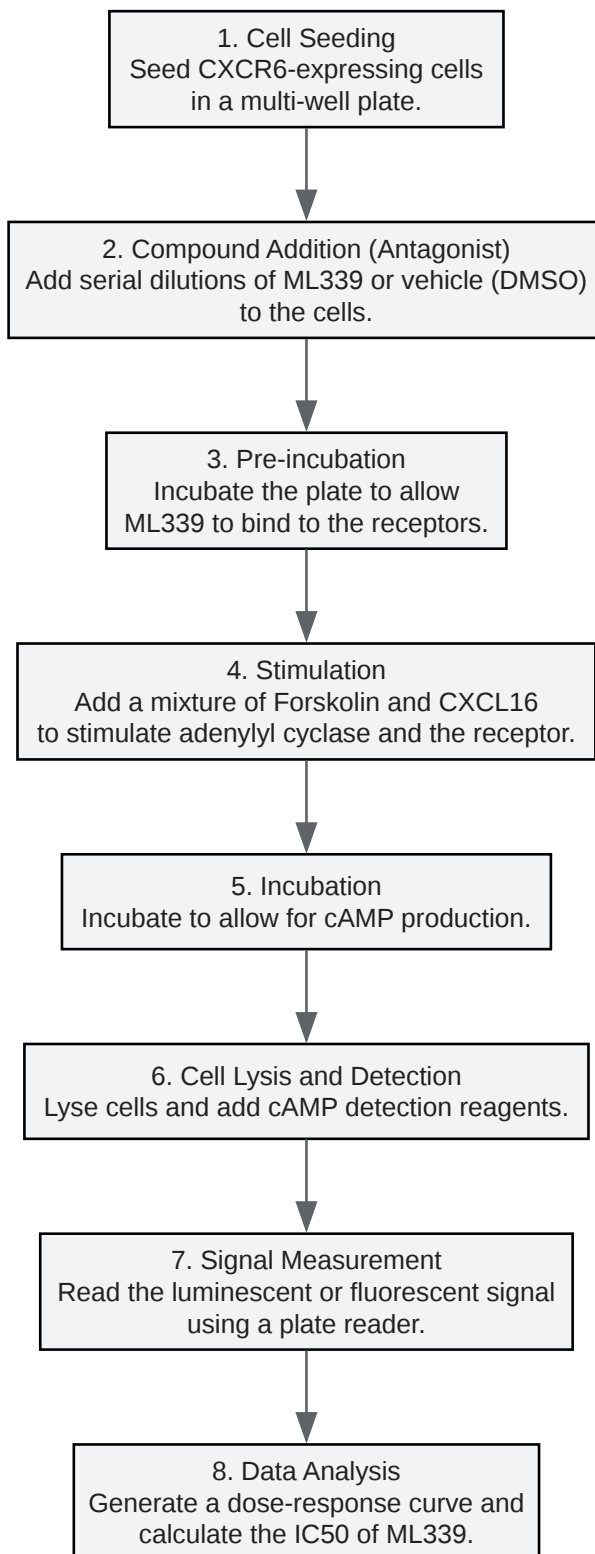 1. Cell Seeding
Seed CXCR6-expressing cells
in a multi-well plate.
2. Compound Addition (Antagonist)
Add serial dilutions of ML339 or vehicle (DMSO)
to the cells.
3. Pre-incubation
Incubate the plate to allow
ML339 to bind to the receptors.
4. Stimulation
Add a mixture of Forskolin and CXCL16
to stimulate adenylyl cyclase and the receptor.
5. Incubation
Incubate to allow for cAMP production.
6. Cell Lysis and Detection
Lyse cells and add cAMP detection reagents.
7. Signal Measurement
Read the luminescent or fluorescent signal
using a plate reader.
8. Data Analysis
Generate a dose-response curve and
calculate the IC50 of ML339.